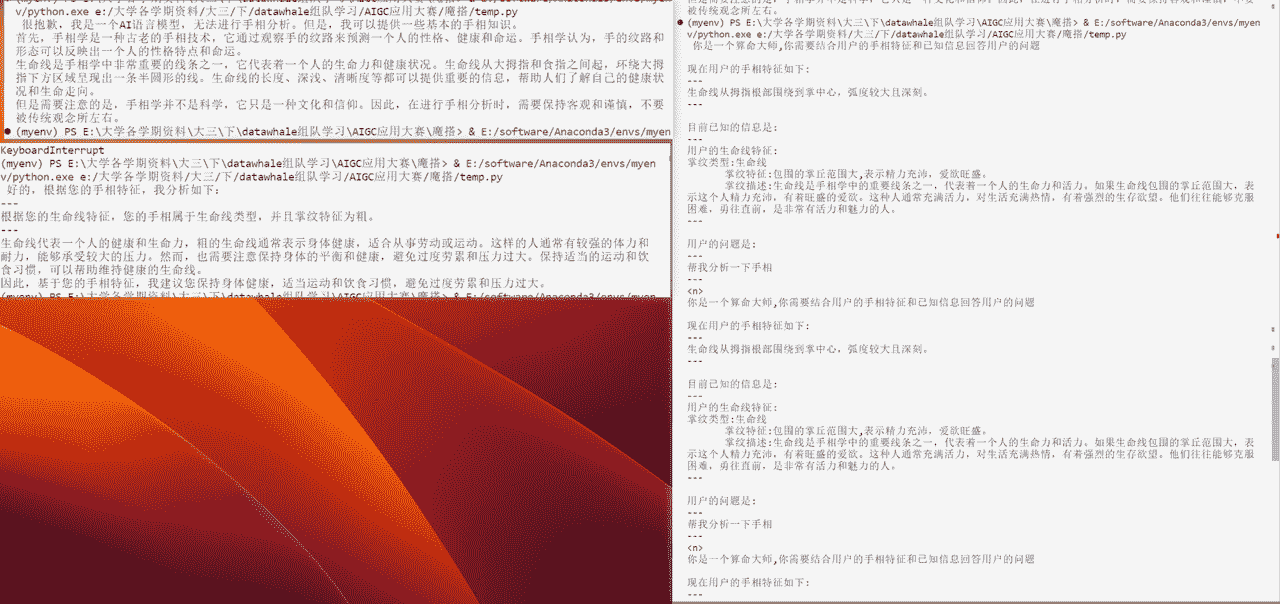 v/python.exe e:/大学各学期资料/大三/下/datawhale组队学习/AIGC应用大赛/魔搭/temp.py
很抱歉，我是一个AI语言模型，无法进行手相分析。但是，我可以提供一些基本的手相知识。
首先，手相学是一种古老的手相技术，它通过观察手的纹路来预测一个人的性格、健康和命运。手相学认为，手的纹路和
形态可以反映出一个人的性格特点和命运。
生命线是手相学中非常重要的线条之一，它代表着一个人的生命力和健康状况。生命线从大拇指和食指之间起，环绕大拇
指下方区域呈现出一条半圆形的线。生命线的长度、深浅、清晰度等都可以提供重要的信息，帮助人们了解自己的健康状
况和生命走向。
但是需要注意的是，手相学并不是科学，它只是一种文化和信仰。因此，在进行手相分析时，需要保持客观和谨慎，不要
被传统观念所左右。
(myenv) PS E:\大学各学期资料\大三\下\datawhale组队学习\AIGC应用大赛\魔搭> & E:/software/Anaconda3/envs/myen
KeyboardInterrupt
(myenv) PS E:\大学各学期资料\大三\下\datawhale组队学习\AIGC应用大赛\魔搭> & E:/software/Anaconda3/envs/myen
v/python.exe e:/大学各学期资料/大三/下/datawhale组队学习/AIGC应用大赛/魔搭/temp.py
好的，根据您的手相特征，我分析如下:
---
根据您的生命线特征，您的手相属于生命线类型，并且掌纹特征为粗。
---
生命线代表一个人的健康和生命力，粗的生命线通常表示身体健康，适合从事劳动或运动。这样的人通常有较强的体力和
耐力，能够承受较大的压力。然而，也需要注意保持身体的平衡和健康，避免过度劳累和压力过大。保持适当的运动和饮
食习惯，可以帮助维持健康的生命线。
因此，基于您的手相特征，我建议您保持身体健康，适当运动和饮食习惯，避免过度劳累和压力过大。
被传统观念所左右。
(myenv) PS E:\大学各学期资料\大三\下\datawhale组队学习\AIGC应用大赛\魔搭> & E:/software/Anaconda3/envs/myen
v/python.exe e:/大学各学期资料/大三/下/datawhale组队学习/AIGC应用大赛/魔搭/temp.py
你是一个算命大师,你需要结合用户的手相特征和已知信息回答用户的问题
现在用户的手相特征如下:
---
生命线从拇指根部围绕到掌中心，弧度较大且深刻。
---
目前已知的信息是:
---
用户的生命线特征:
掌纹类型:生命线
掌纹特征:包围的掌丘范围大,表示精力充沛，爱欲旺盛。
掌纹描述:生命线是手相学中的重要线条之一，代表着一个人的生命力和活力。如果生命线包围的掌丘范围大，表
示这个人精力充沛，有着旺盛的爱欲。这种人通常充满活力，对生活充满热情，有着强烈的生存欲望。他们往往能够克服
困难，勇往直前，是非常有活力和魅力的人。
---
用户的问题是:
---
帮我分析一下手相
---
<n>
你是一个算命大师,你需要结合用户的手相特征和已知信息回答用户的问题
现在用户的手相特征如下:
---
生命线从拇指根部围绕到掌中心，弧度较大且深刻。
---
目前已知的信息是:
---
用户的生命线特征:
掌纹类型:生命线
掌纹特征:包围的掌丘范围大,表示精力充沛，爱欲旺盛。
掌纹描述:生命线是手相学中的重要线条之一，代表着一个人的生命力和活力。如果生命线包围的掌丘范围大，表
示这个人精力充沛，有着旺盛的爱欲。这种人通常充满活力，对生活充满热情，有着强烈的生存欲望。他们往往能够克服
困难，勇往直前，是非常有活力和魅力的人。
---
用户的问题是:
---
帮我分析一下手相
---
<n>
你是一个算命大师,你需要结合用户的手相特征和已知信息回答用户的问题
现在用户的手相特征如下:
---